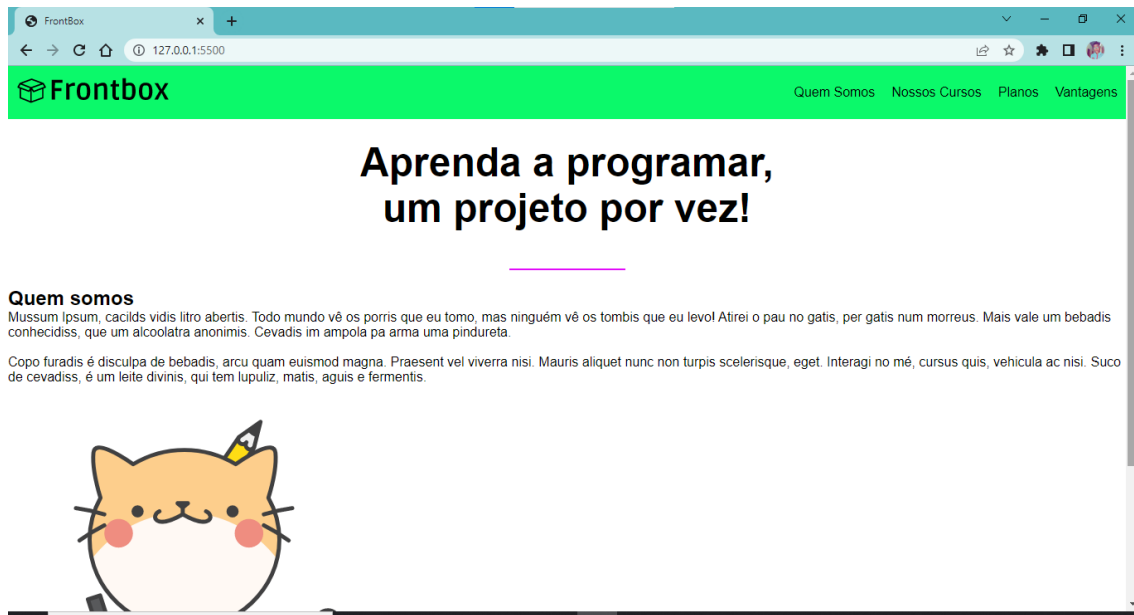 FrontBox
127.0.0.1:5500
Frontbox
Quem Somos Nossos Cursos Planos Vantagens
Aprenda a programar,
um projeto por vez!
Quem somos
Mussum Ipsum, cacilds vidis litro abertis. Todo mundo vê os porris que eu tomo, mas ninguém vê os tombis que eu levo! Atirei o pau no gatis, per gatis num morreus. Mais vale um bebadis
conhecidiss, que um alcoolatra anonimis. Cevadis im ampola pa arma uma pindureta.
Copo furadis é disculpa de bebadis, arcu quam euismod magna. Praesent vel viverra nisi. Mauris aliquet nunc non turpis scelerisque, eget. Interagi no mé, cursus quis, vehicula ac nisi. Suco
de cevadiss, é um leite divinis, qui tem lupuliz, matis, aguis e fermentis.